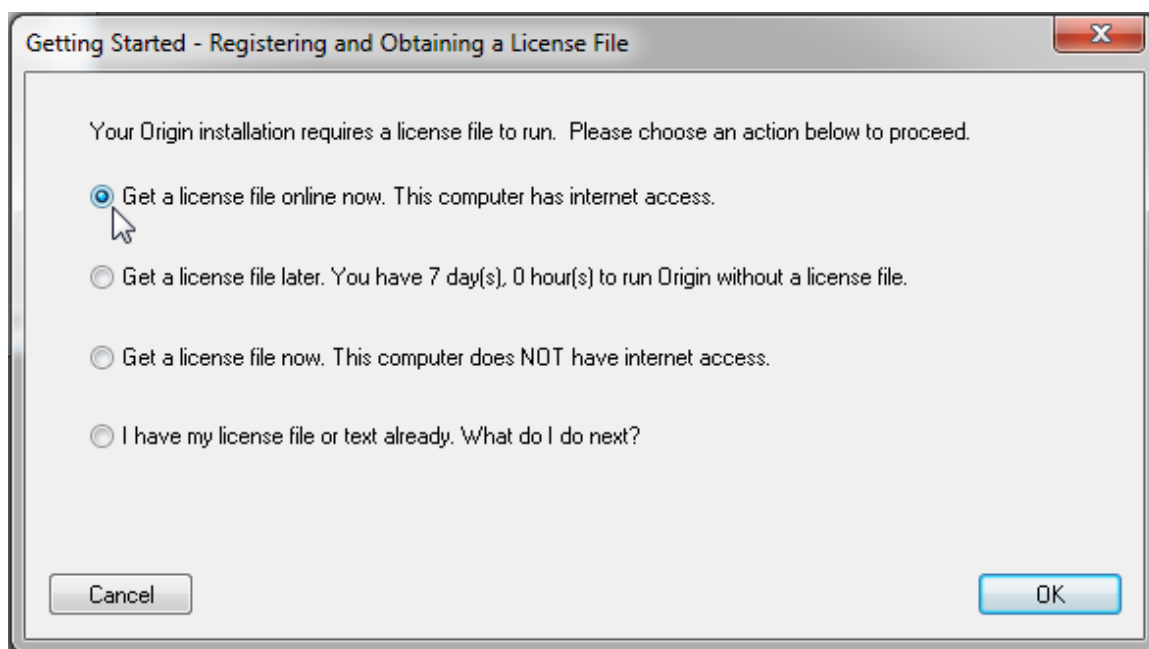 Getting Started - Registering and Obtaining a License File
Your Origin installation requires a license file to run.  Please choose an action below to proceed.
Get a license file online now. This computer has internet access.
Get a license file later. You have 7 day(s), 0 hour(s) to run Origin without a license file.
Get a license file now. This computer does NOT have internet access.
I have my license file or text already. What do I do next?
Cancel
OK